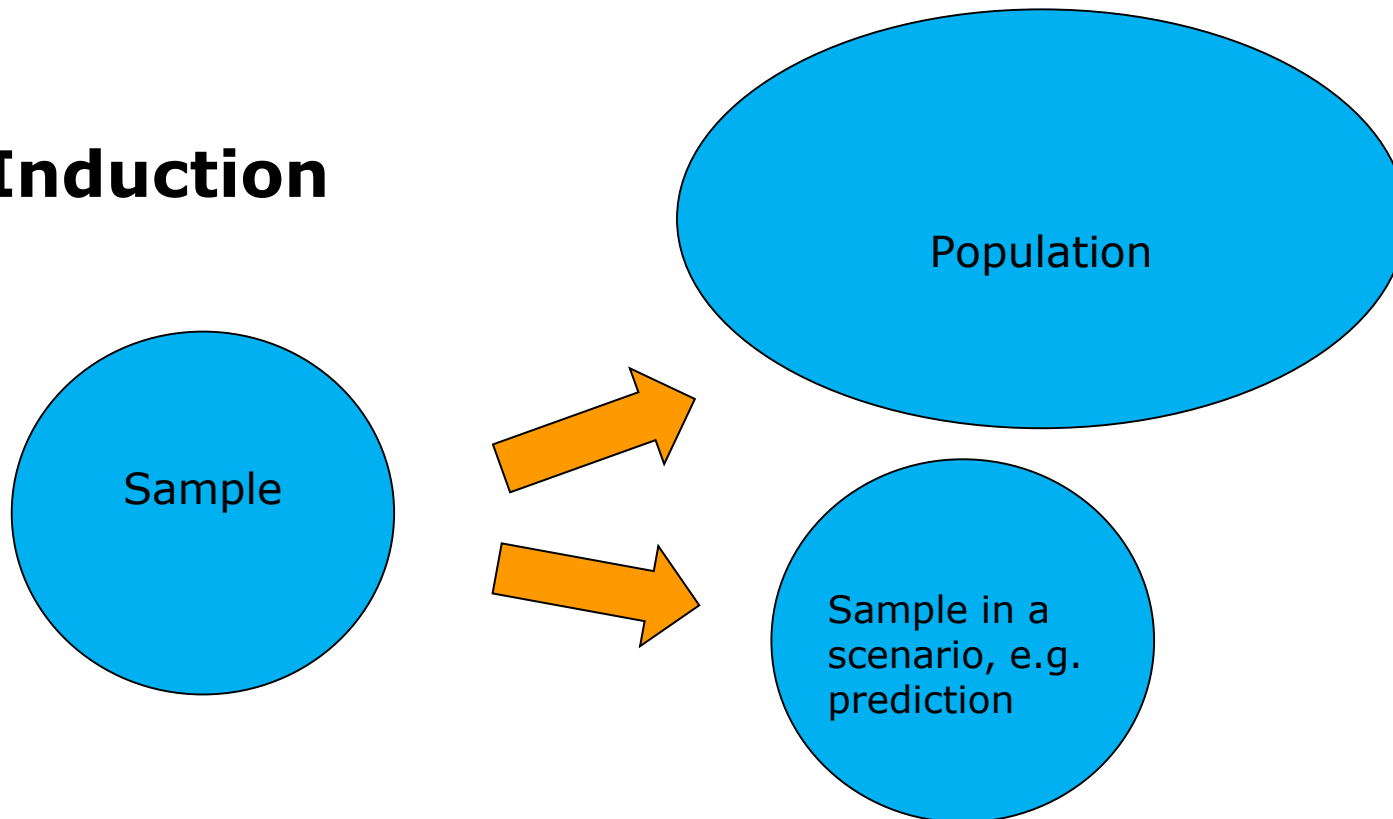 Induction
Population
Sample
Sample in a
scenario, e.g.
prediction